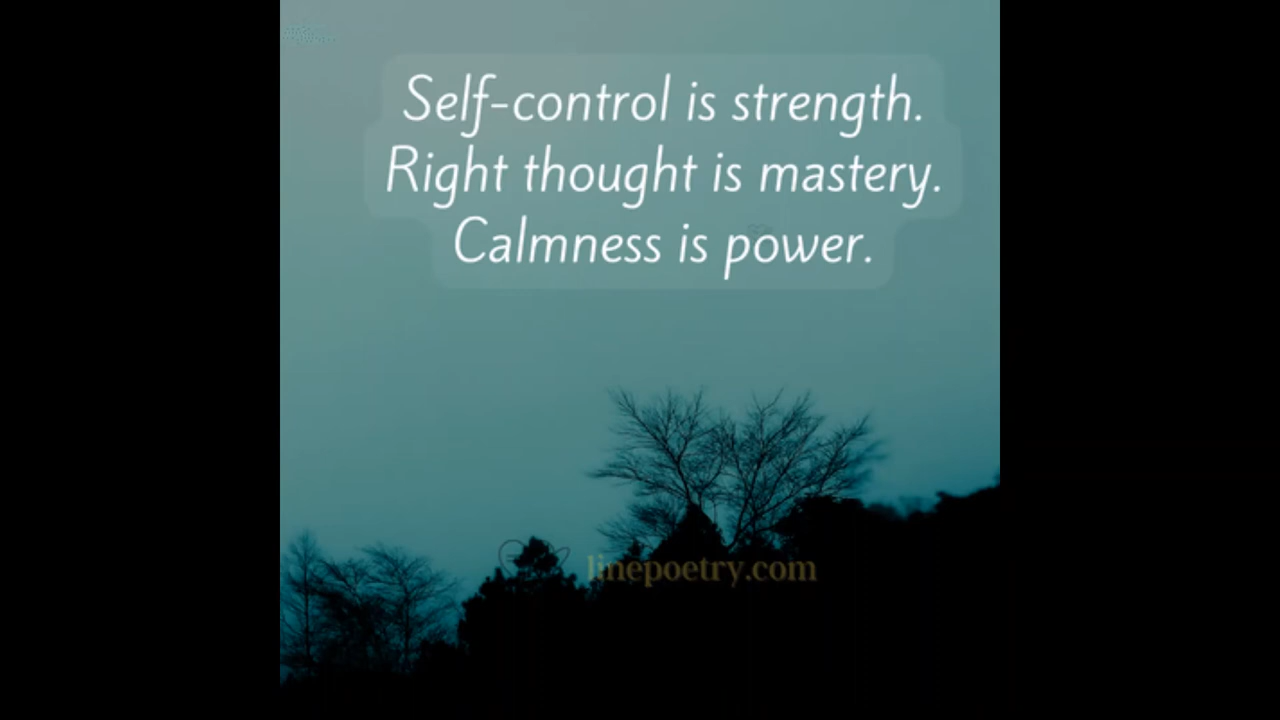 Self-control is strength.
Right thought is mastery.
Calmness is power.
linepoetry.com